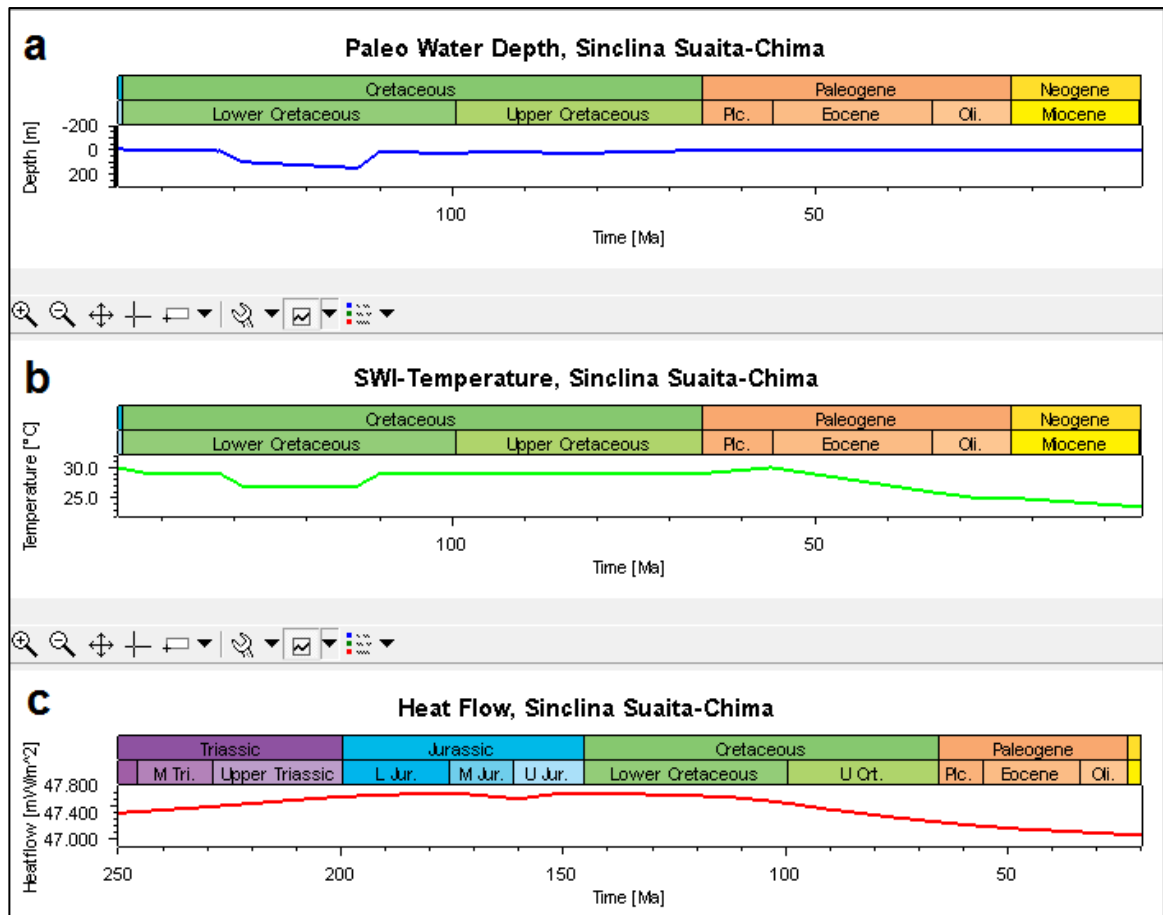 a
Paleo Water Depth, Sinclina Suaita-Chima
Cretaceous Paleogene Neogene
Lower Cretaceous Upper Cretaceous Plc. Eocene Oli. Miocene
Depth [m]
-200
0
200
100 50
Time [Ma]
b
SWI-Temperature, Sinclina Suaita-Chima
Cretaceous Paleogene Neogene
Lower Cretaceous Upper Cretaceous Plc. Eocene Oli. Miocene
Temperature [°C]
30.0
25.0
100 50
Time [Ma]
c
Heat Flow, Sinclina Suaita-Chima
Triassic Jurassic Cretaceous Paleogene
M Tri. Upper Triassic L Jur. M Jur. U Jur. Lower Cretaceous U Crt. Plc. Eocene Oli.
Heatflow [mW/m^2]
47.800
47.400
47.000
250 200 150 100 50
Time [Ma]